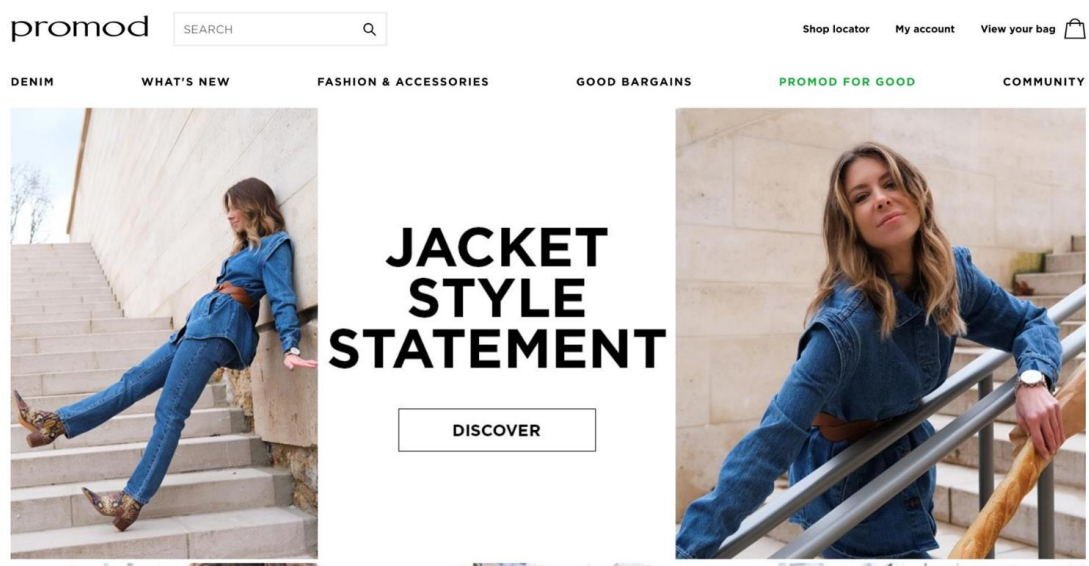 promod
SEARCH
Shop locator
My account
View your bag
DENIM
WHAT'S NEW
FASHION & ACCESSORIES
GOOD BARGAINS
PROMOD FOR GOOD
COMMUNITY
JACKET
STYLE
STATEMENT
DISCOVER